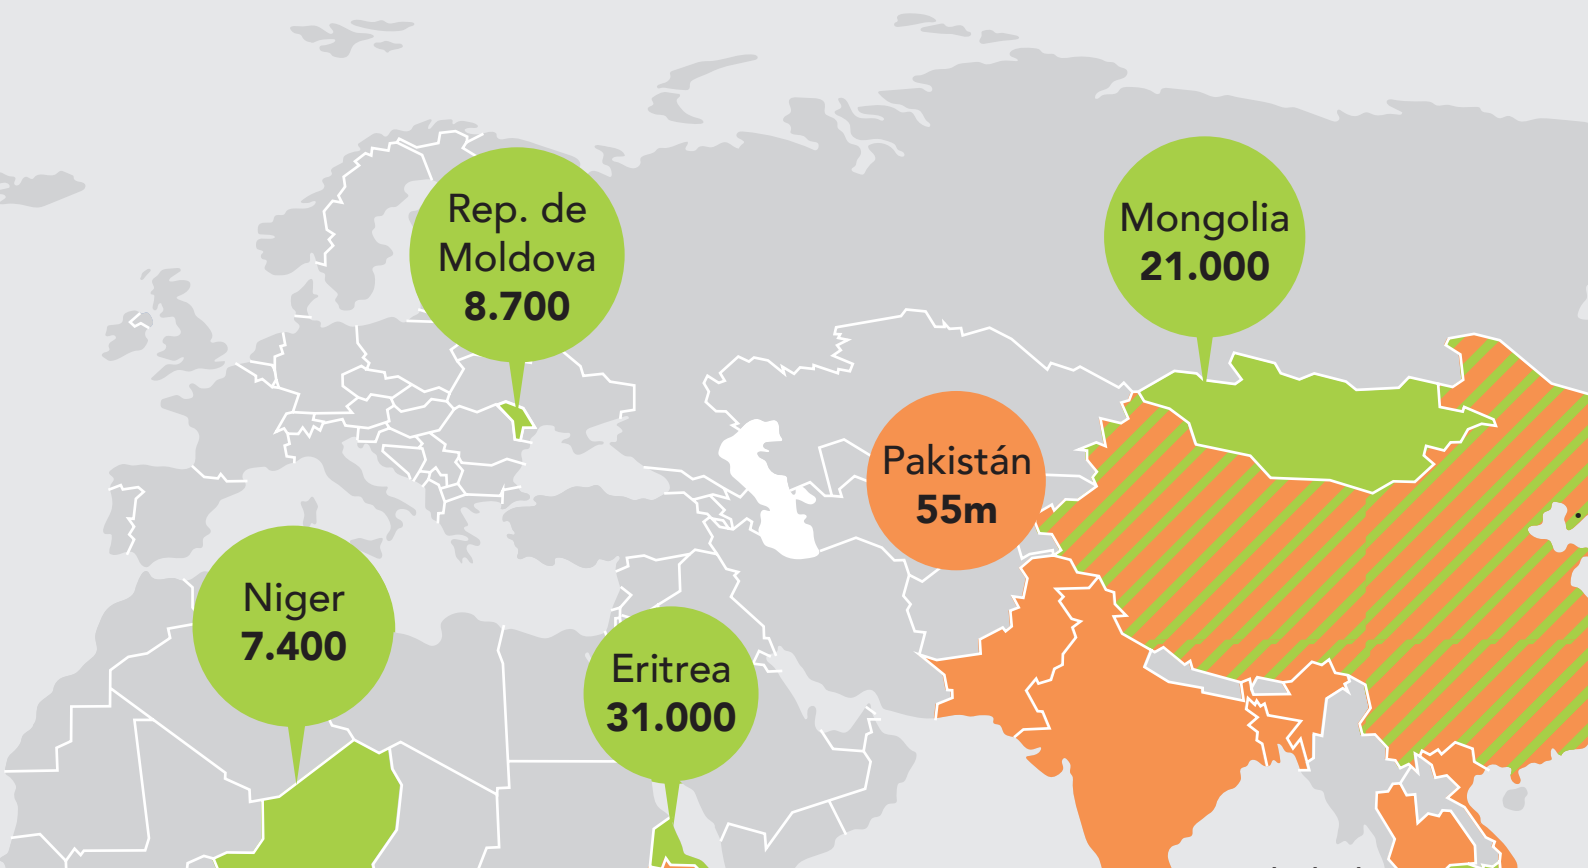 Rep. de
Moldova
8.700
Mongolia
21.000
Pakistán
55m
Niger
7.400
Eritrea
31.000